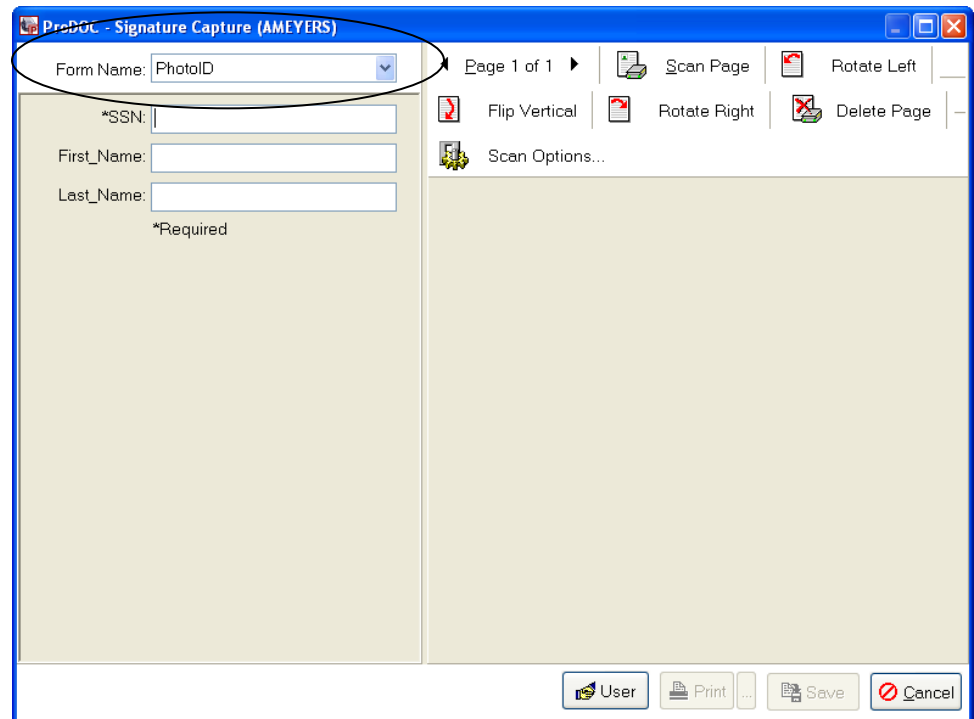 ProDOC - Signature Capture (AMEYERS)
Form Name: PhotoID
*SSN:
First_Name:
Last_Name:
*Required
Page 1 of 1 Scan Page Rotate Left
Flip Vertical Rotate Right Delete Page
Scan Options...
User Print ... Save Cancel